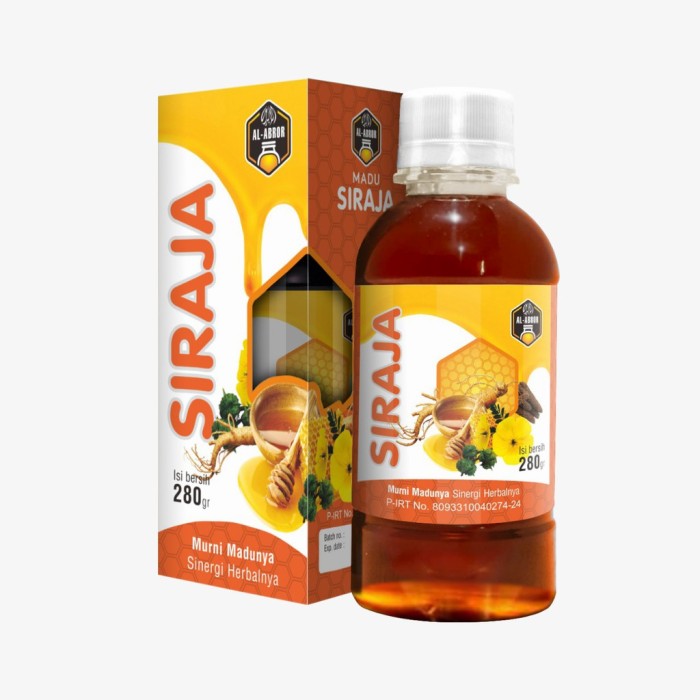 AL-ABROR
SIRAJA
Isi bersih
280gr
Murni Madunya
Sinergi Herbalnya
AL-ABROR
MADU
SIRAJA
P-IRT No.
Batch no. :
Exp. date :
AL-ABROR
SIRAJA
Isi bersih
280gr
Murni Madunya Sinergi Herbalnya
P-IRT No. 8093310040274-24